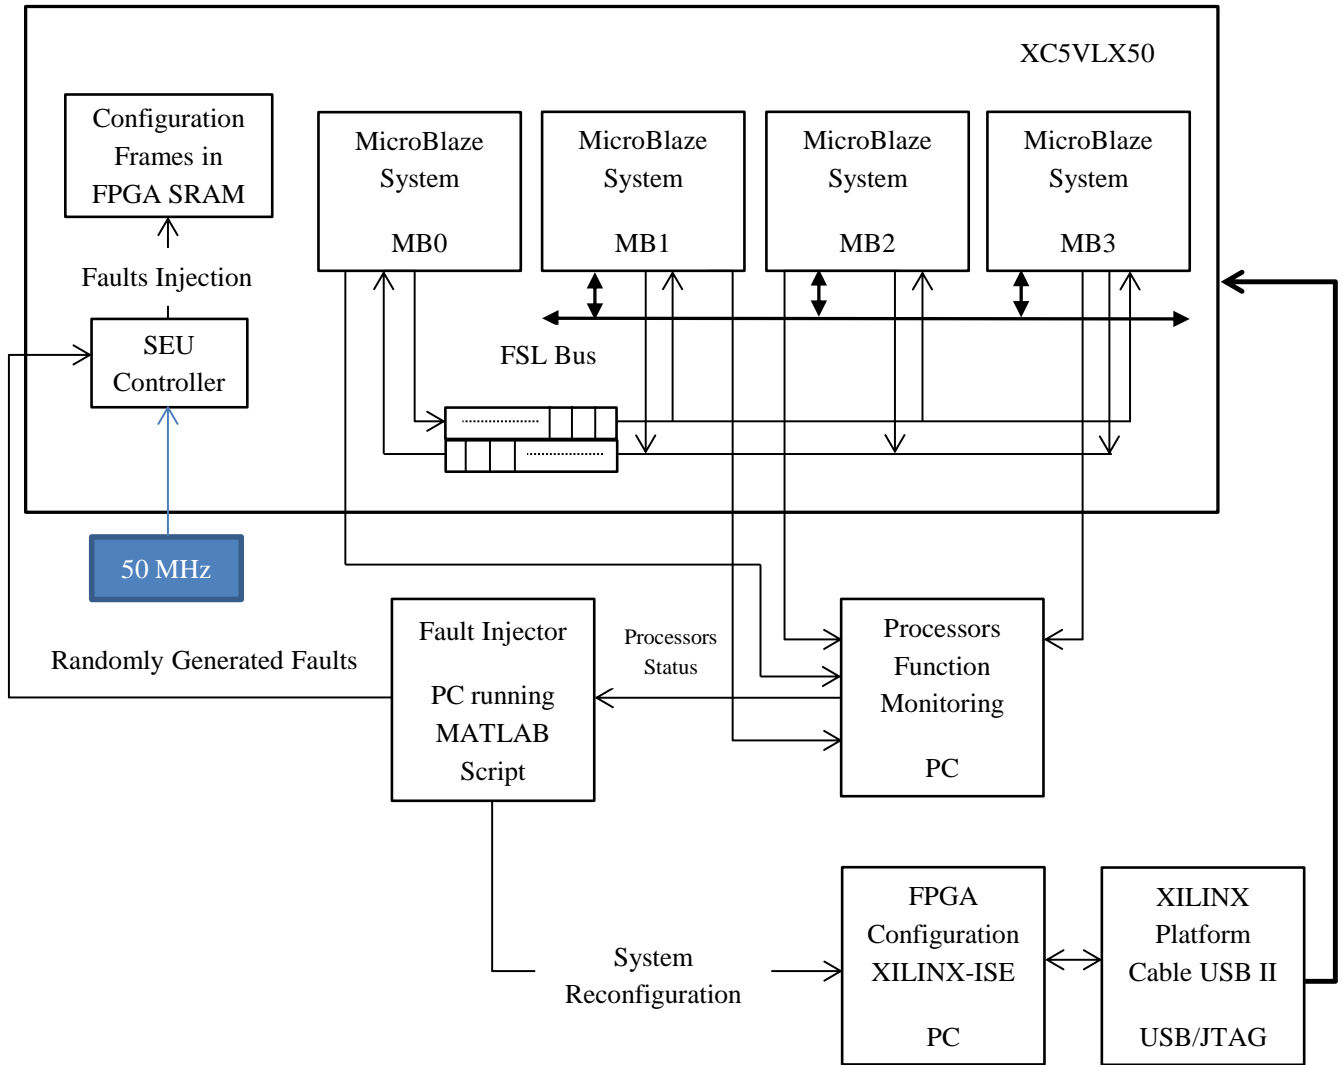 XC5VLX50
Configuration
Frames in
FPGA SRAM
MicroBlaze
System
MB0
MicroBlaze
System
MB1
MicroBlaze
System
MB2
MicroBlaze
System
MB3
Faults Injection
SEU
Controller
FSL Bus
50 MHz
Randomly Generated Faults
Fault Injector
PC running
MATLAB
Script
Processors
Status
Processors
Function
Monitoring
PC
System
Reconfiguration
FPGA
Configuration
XILINX-ISE
PC
XILINX
Platform
Cable USB II
USB/JTAG